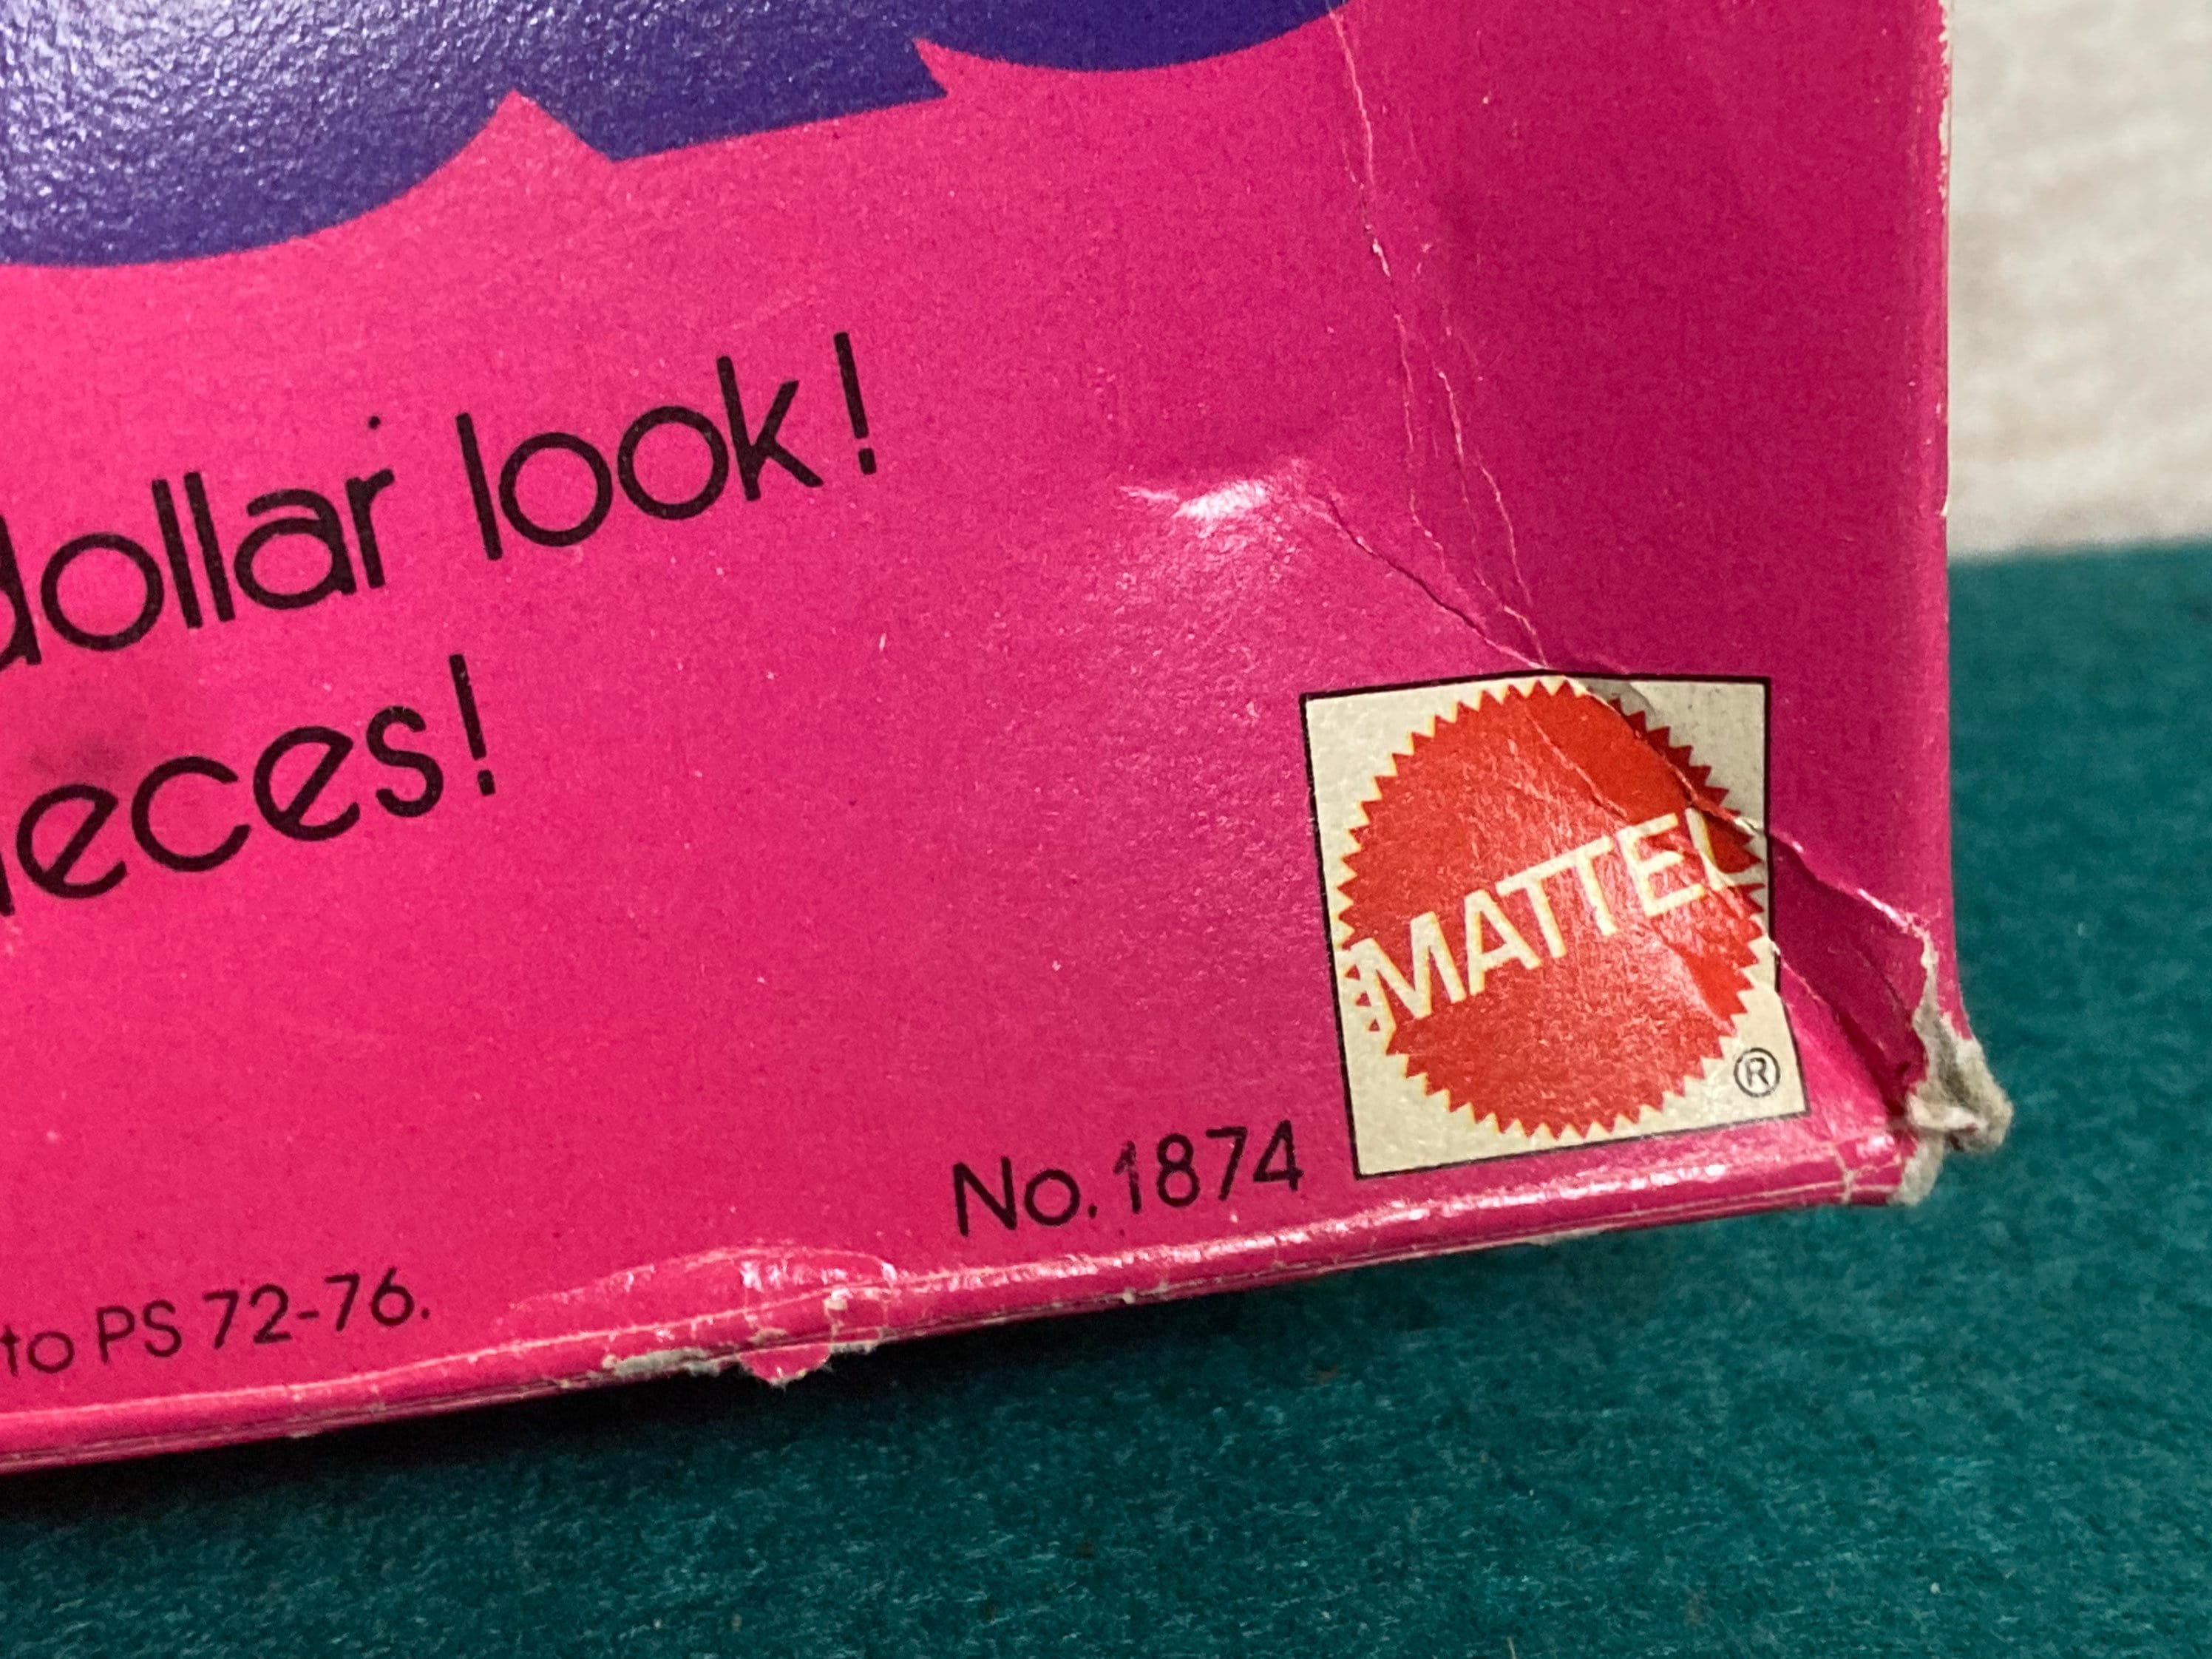 dollar look!
ieces!
MATTEL
®
No. 1874
to PS 72-76.